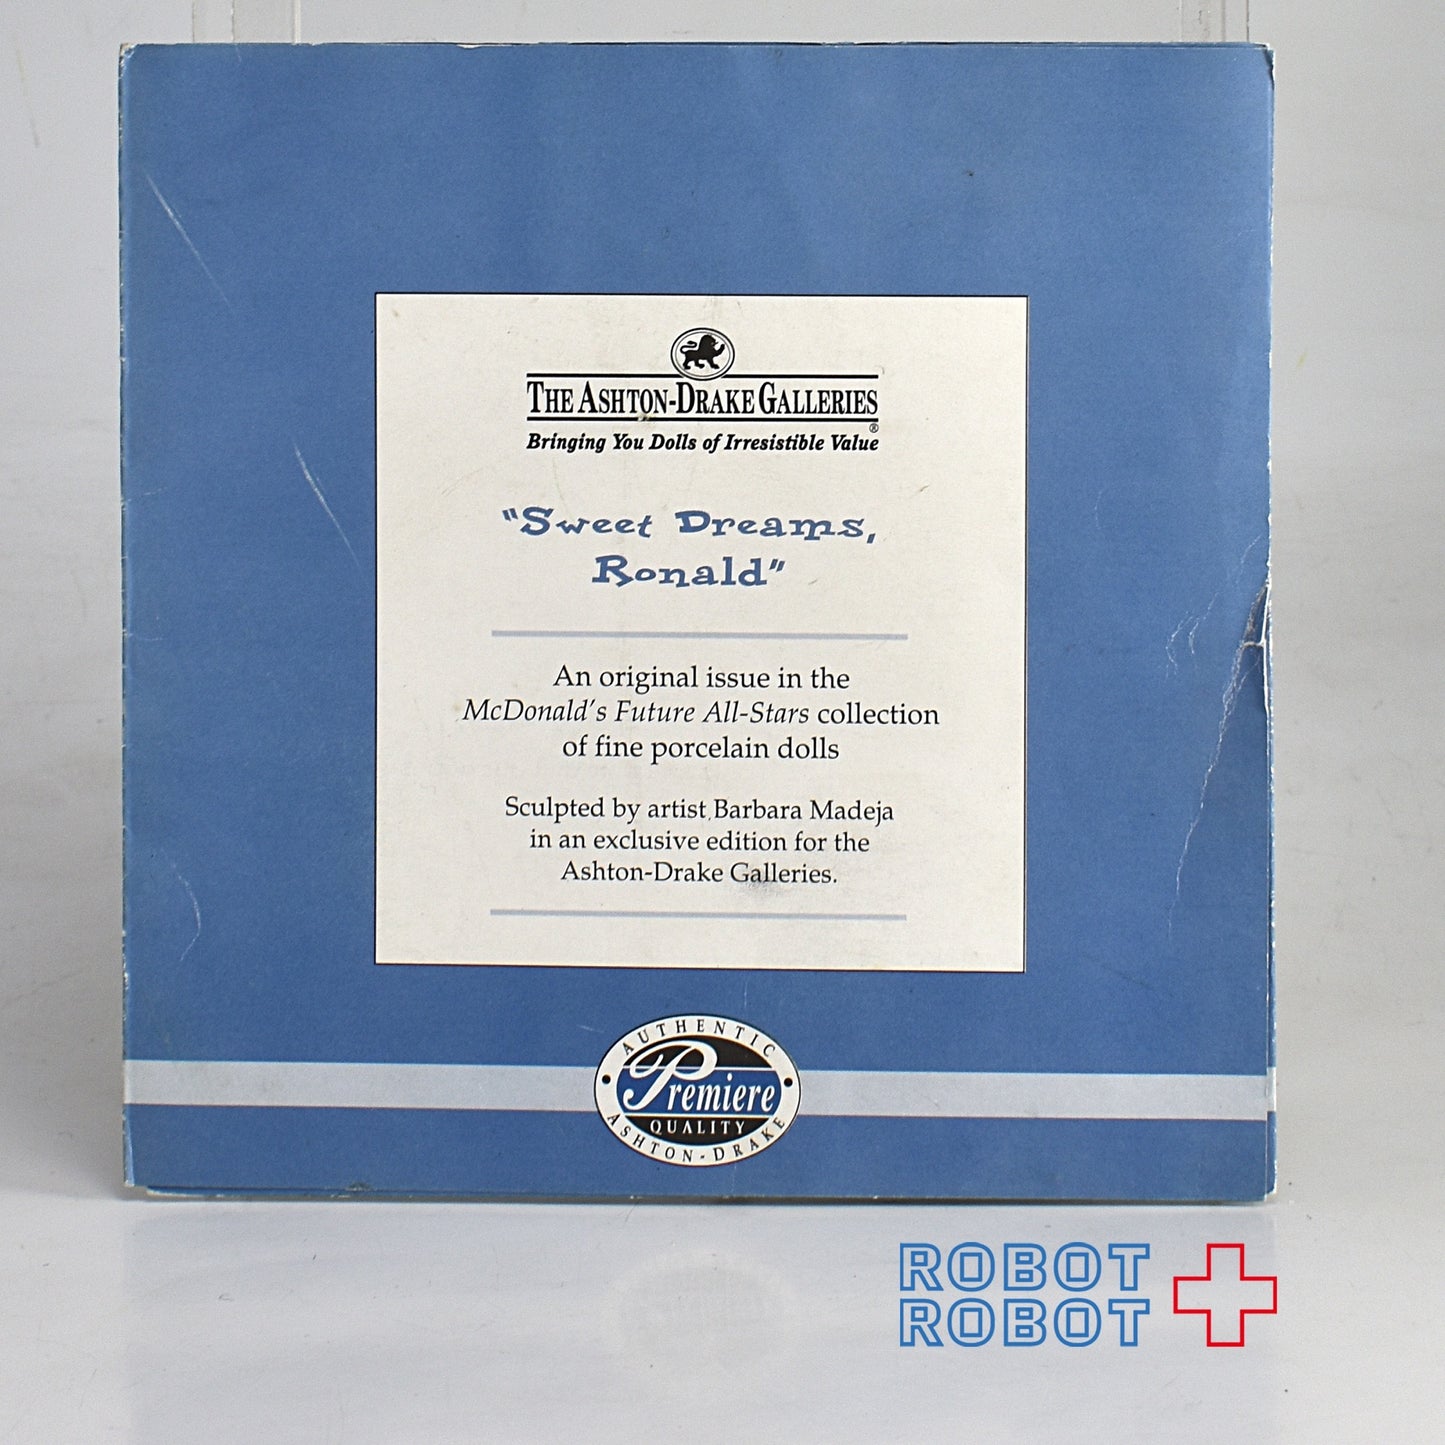 THE ASHTON-DRAKE GALLERIES
®
Bringing You Dolls of Irresistible Value
"Sweet Dreams,
Ronald"
An original issue in the
McDonald's Future All-Stars collection
of fine porcelain dolls
Sculpted by artist Barbara Madeja
in an exclusive edition for the
Ashton-Drake Galleries.
AUTHENTIC
Premiere
QUALITY
ASHTON-DRAKE
ROBOT
ROBOT